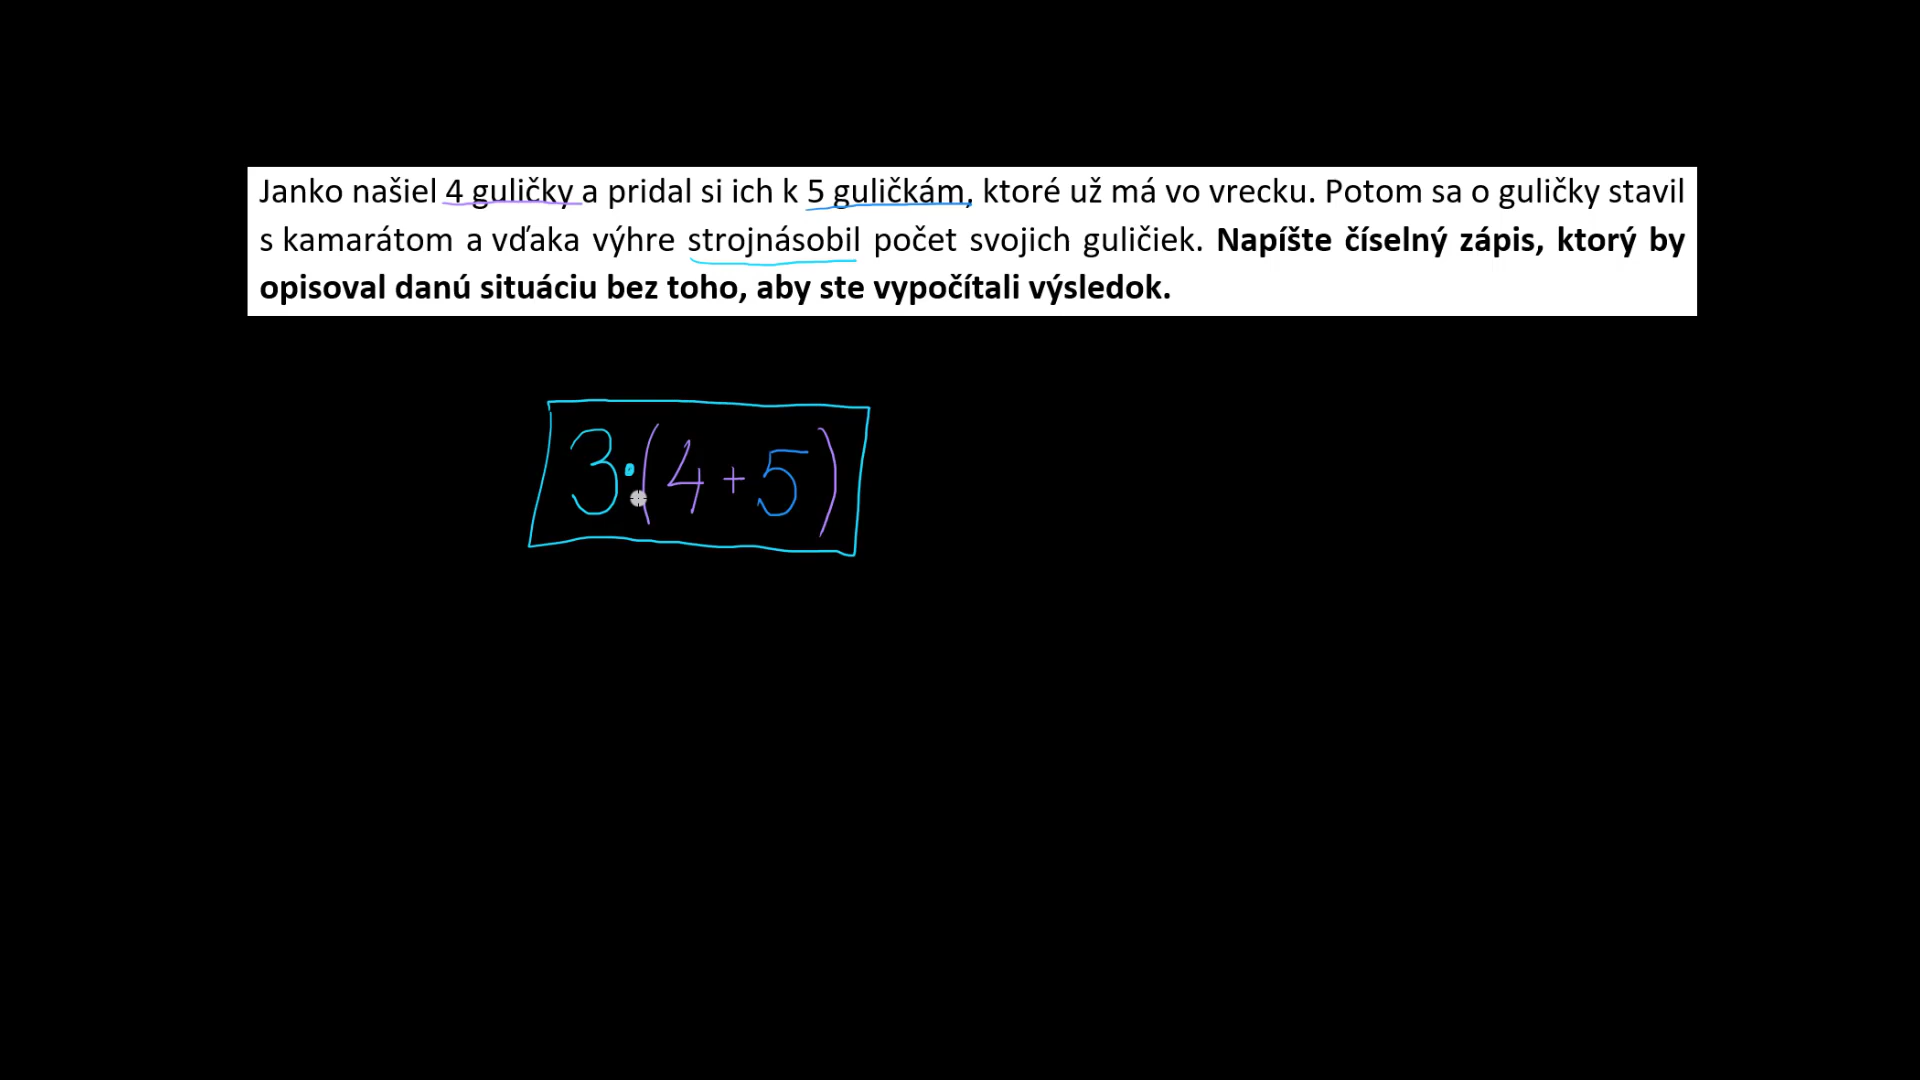 Janko našiel 4 guličky a pridal si ich k 5 guličkám, ktoré už má vo vrecku. Potom sa o guličky stavil
s kamarátom a vďaka výhre strojnásobil počet svojich guličiek. Napíšte číselný zápis, ktorý by
opisoval danú situáciu bez toho, aby ste vypočítali výsledok.
3·(4+5)